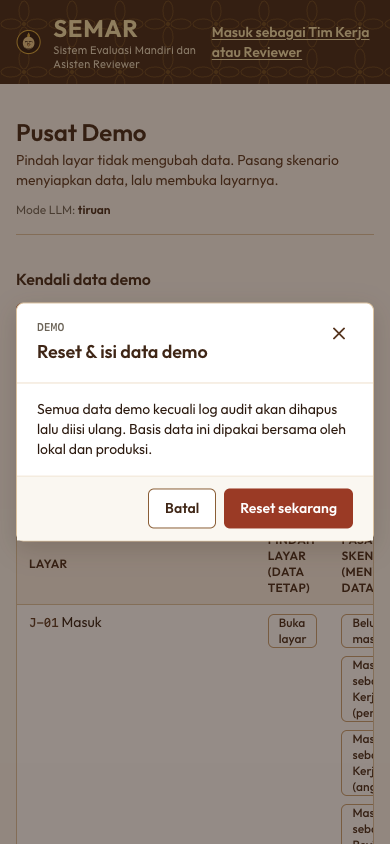 SEMAR
Sistem Evaluasi Mandiri dan
Asisten Reviewer
Masuk sebagai Tim Kerja
atau Reviewer
Pusat Demo
Pindah layar tidak mengubah data. Pasang skenario
menyiapkan data, lalu membuka layarnya.
Mode LLM: tiruan
Kendali data demo
DEMO
Reset & isi data demo
Semua data demo kecuali log audit akan dihapus
lalu diisi ulang. Basis data ini dipakai bersama oleh
lokal dan produksi.
Batal
Reset sekarang
LAYAR
LAYAR
(DATA
TETAP)
J-01 Masuk
Buka
layar